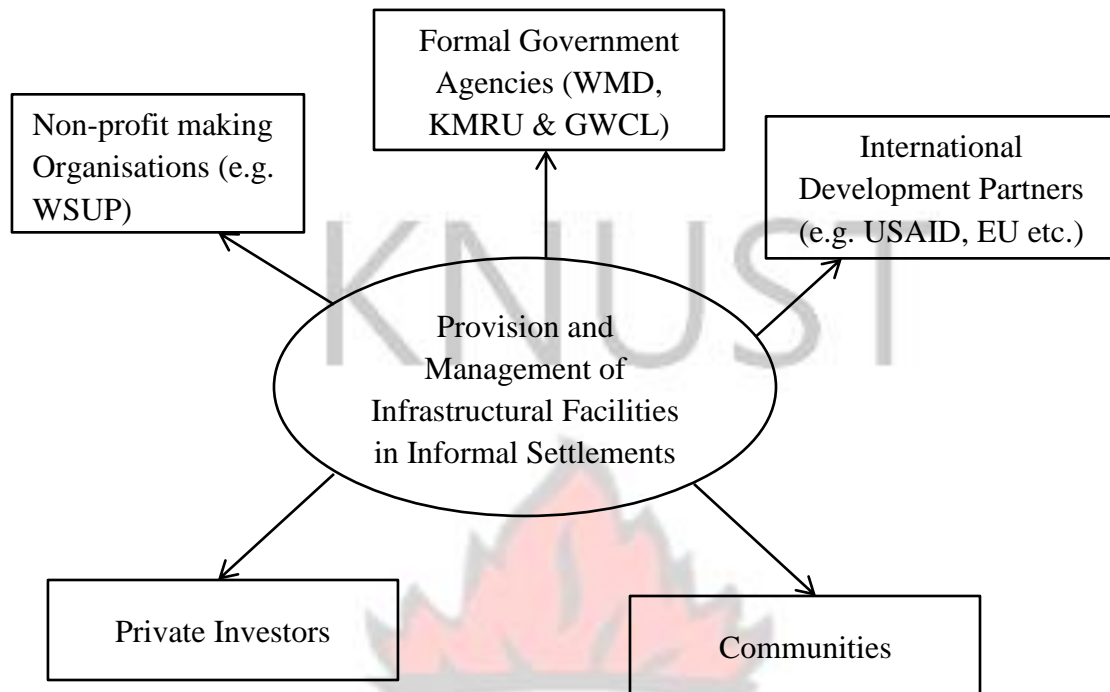 Formal Government
Agencies (WMD,
KMRU & GWCL)
Non-profit making
Organisations (e.g.
WSUP)
International
Development Partners
(e.g. USAID, EU etc.)
KNUST
Provision and
Management of
Infrastructural Facilities
in Informal Settlements
Private Investors
Communities